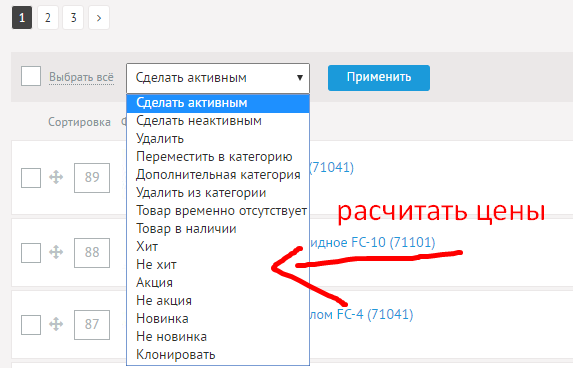 1 2 3 ›
Выбрать всё
Сделать активным
Применить
Сортировка
Сделать активным
Сделать неактивным
Удалить
Переместить в категорию
Дополнительная категория
Удалить из категории
Товар временно отсутствует
Товар в наличии
Хит
Не хит
Акция
Не акция
Новинка
Не новинка
Клонировать
89
(71041)
расчитать цены
88
идное FC-10 (71101)
87
лом FC-4 (71041)